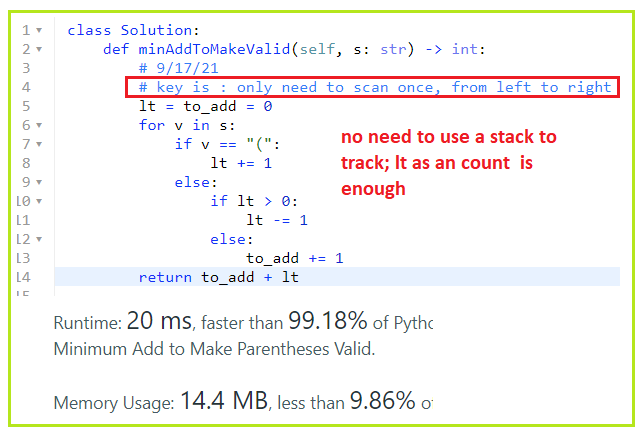 1 class Solution:
2 def minAddToMakeValid(self, s: str) -> int:
3 # 9/17/21
4 # key is : only need to scan once, from left to right
5 lt = to_add = 0
6 for v in s:
7 if v == "(":
8 lt += 1
9 else:
10 if lt > 0:
11 lt -= 1
12 else:
13 to_add += 1
14 return to_add + lt
no need to use a stack to
track; lt as an count is
enough
Runtime: 20 ms, faster than 99.18% of
Minimum Add to Make Parentheses Valid.
Memory Usage: 14.4 MB, less than 9.86%